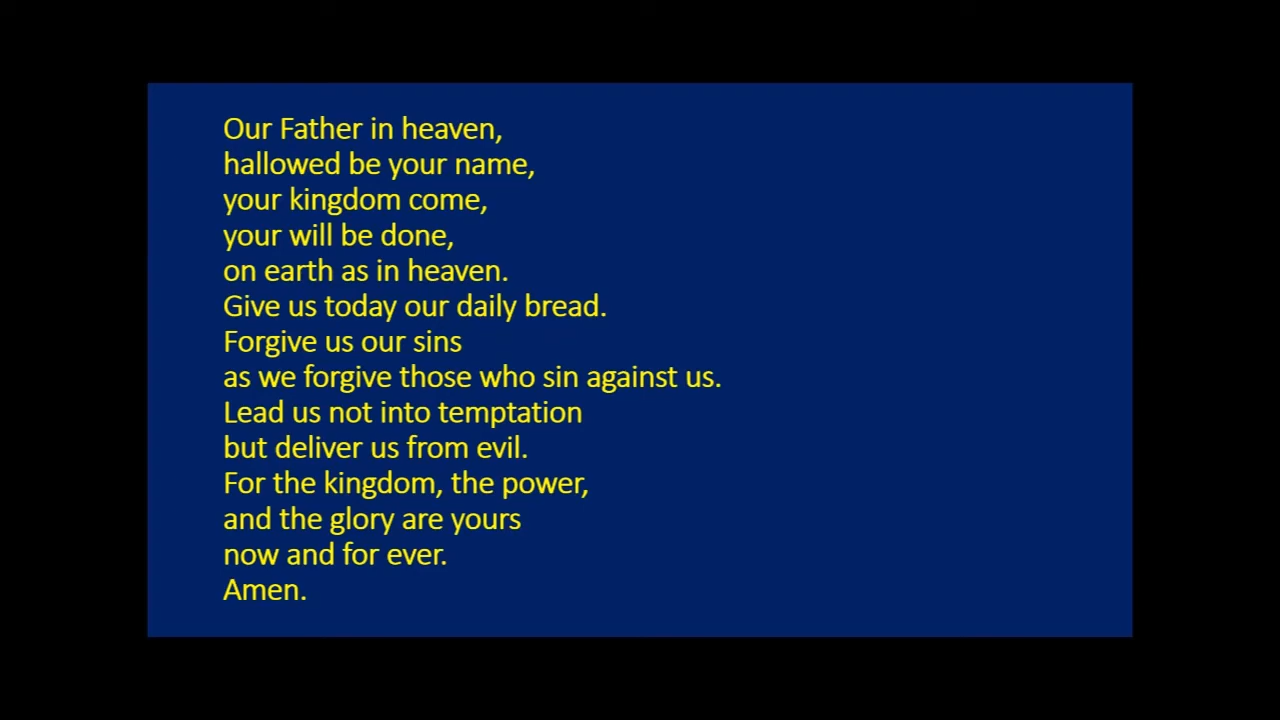 Our Father in heaven,
hallowed be your name,
your kingdom come,
your will be done,
on earth as in heaven.
Give us today our daily bread.
Forgive us our sins
as we forgive those who sin against us.
Lead us not into temptation
but deliver us from evil.
For the kingdom, the power,
and the glory are yours
now and for ever.
Amen.